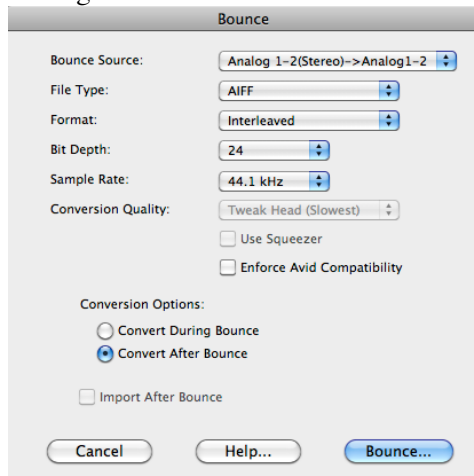 Bounce
Bounce Source: Analog 1-2(Stereo)->Analog1-2
File Type: AIFF
Format: Interleaved
Bit Depth: 24
Sample Rate: 44.1 kHz
Conversion Quality: Tweak Head (Slowest)
Use Squeezer
Enforce Avid Compatibility
Conversion Options:
Convert During Bounce
Convert After Bounce
Import After Bounce
Cancel Help... Bounce...